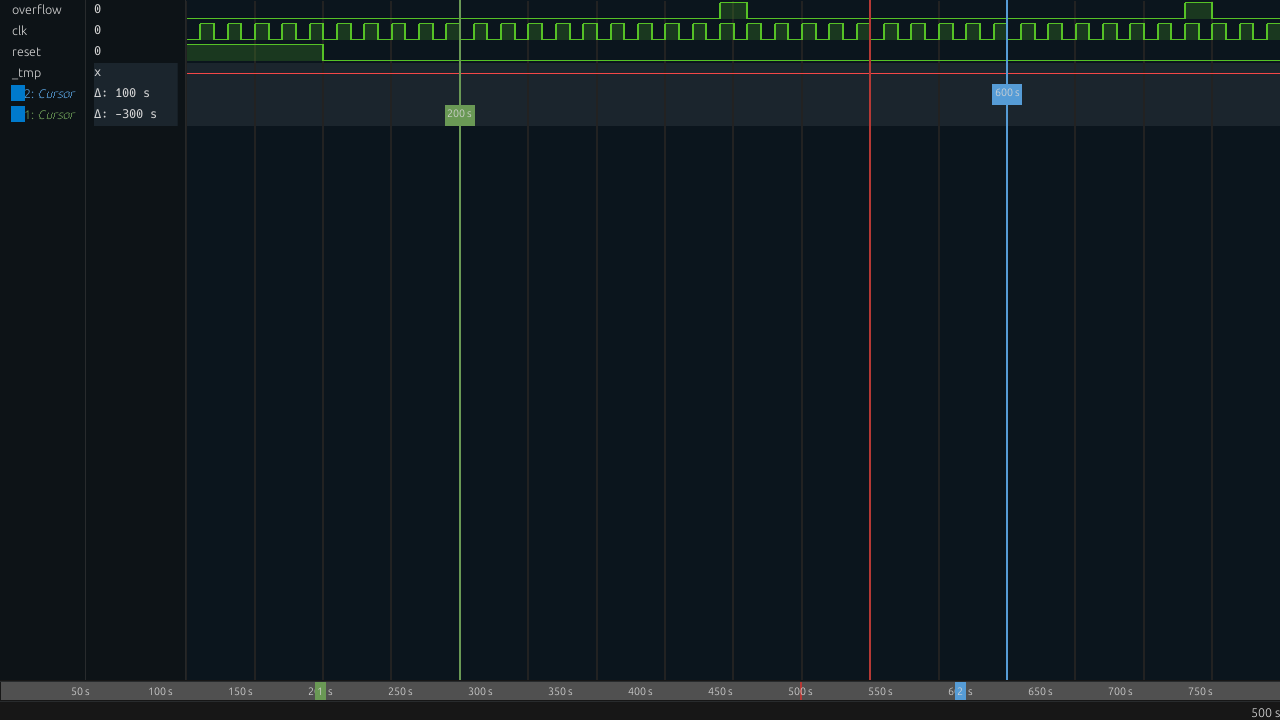 overflow 0
clk 0
reset 0
_tmp x
2: Cursor Δ: 100 s 600 s
1: Cursor Δ: -300 s 200 s
50 s 100 s 150 s 1 s 250 s 300 s 350 s 400 s 450 s 500 s 550 s 6 2 s 650 s 700 s 750 s
500 s